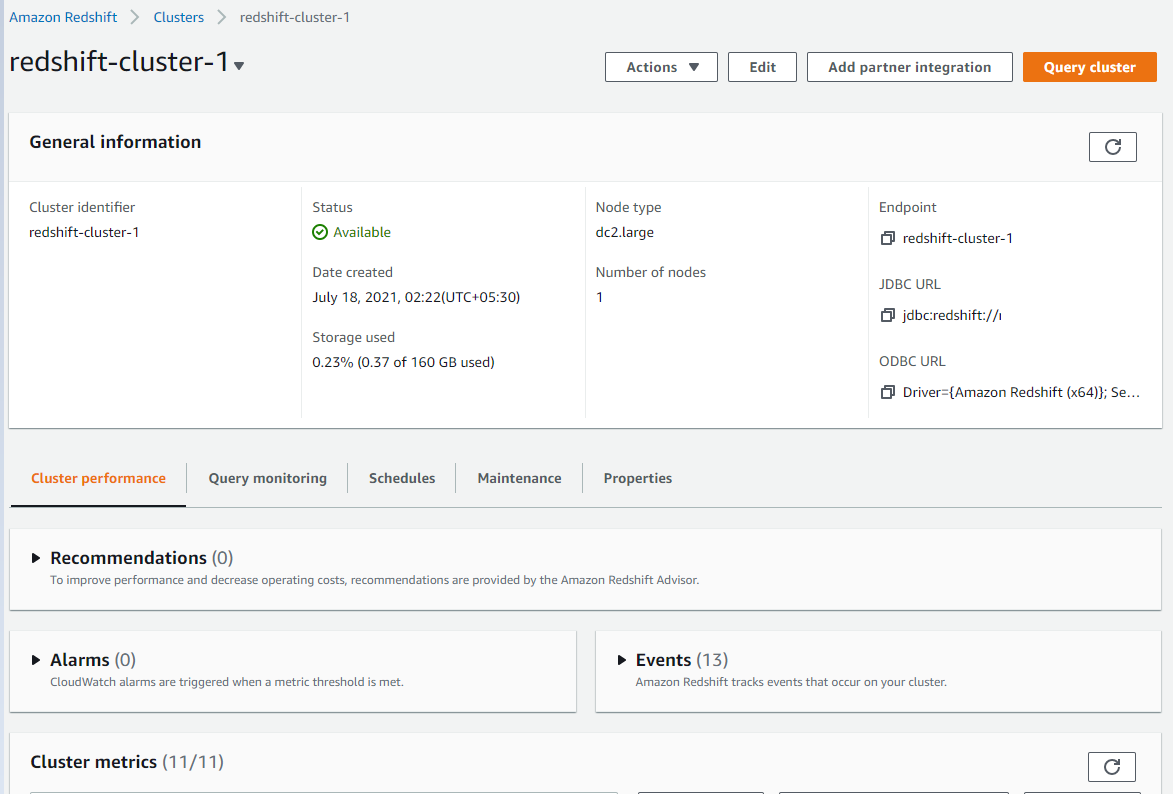 Amazon Redshift > Clusters > redshift-cluster-1
redshift-cluster-1
Actions Edit Add partner integration Query cluster
General information
Cluster identifier
redshift-cluster-1
Status
Available
Date created
July 18, 2021, 02:22(UTC+05:30)
Storage used
0.23% (0.37 of 160 GB used)
Node type
dc2.large
Number of nodes
1
Endpoint
redshift-cluster-1
JDBC URL
jdbc:redshift://
ODBC URL
Driver={Amazon Redshift (x64)}; Se...
Cluster performance Query monitoring Schedules Maintenance Properties
Recommendations (0)
To improve performance and decrease operating costs, recommendations are provided by the Amazon Redshift Advisor.
Alarms (0)
CloudWatch alarms are triggered when a metric threshold is met.
Events (13)
Amazon Redshift tracks events that occur on your cluster.
Cluster metrics (11/11)